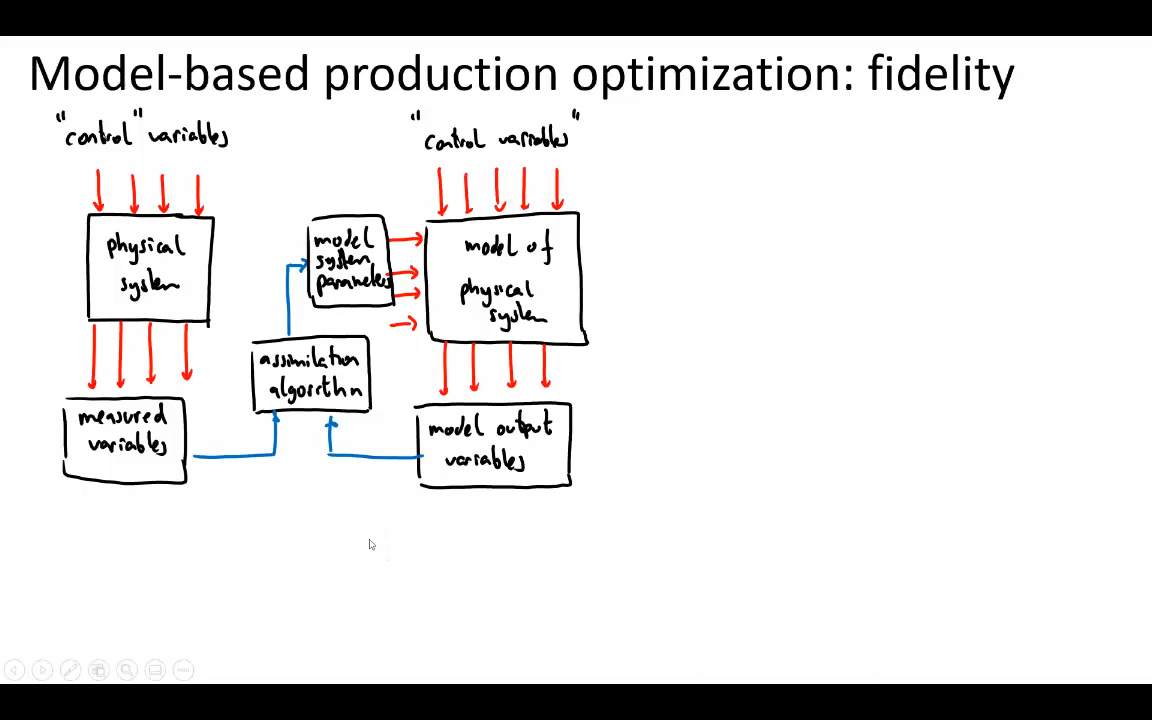 Model-based production optimization: fidelity
"control" variables
"control variables"
physical
system
model
system
parameters
model of
physical
system
assimilation
algorithn
measured
variables
model output
variables